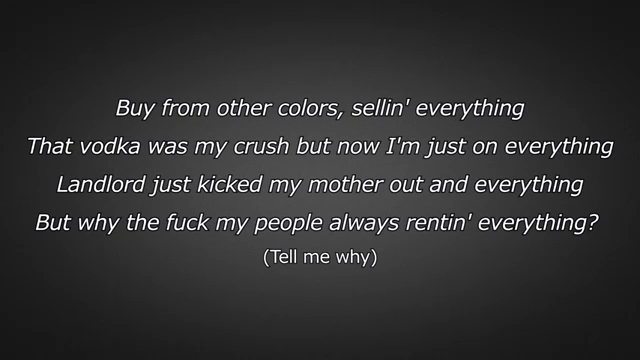 Buy from other colors, sellin' everything
That vodka was my crush but now I'm just on everything
Landlord just kicked my mother out and everything
But why the fuck my people always rentin' everything?
(Tell me why)